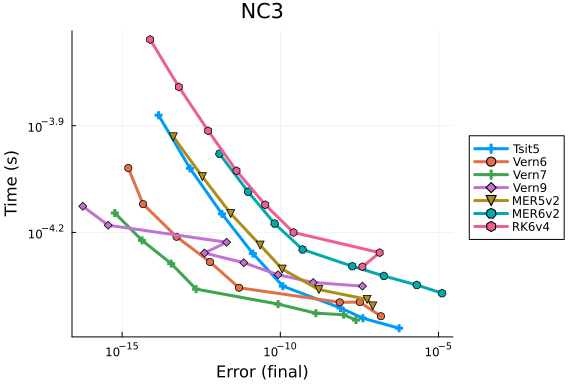 NC3
Time (s)
10^-3.9
10^-4.2
10^-15
10^-10
10^-5
Error (final)
Tsit5
Vern6
Vern7
Vern9
MER5v2
MER6v2
RK6v4